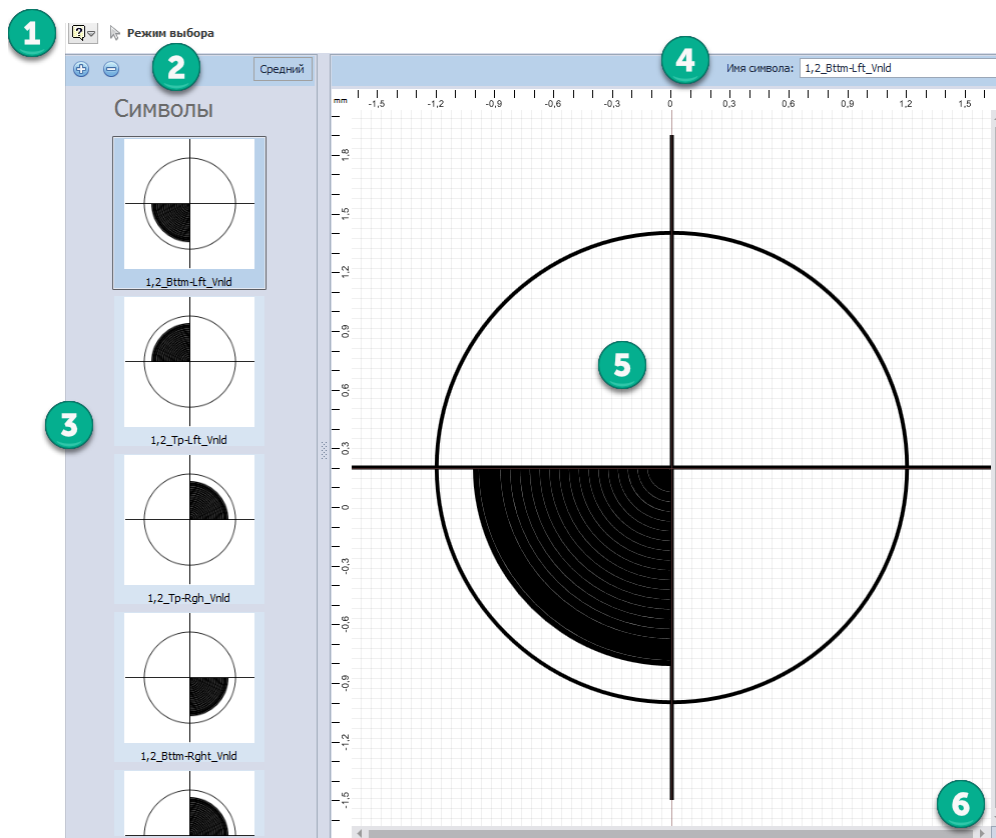 1
? Режим выбора
2
Средний
4
Имя символа: 1,2_Bttm-Lft_Vnld
Символы
mm -1,5 -1,2 -0,9 -0,6 -0,3 0 0,3 0,6 0,9 1,2 1,5
1,8
1,5
1,2
0,9
0,6
0,3
0
-0,3
-0,6
-0,9
-1,2
-1,5
1,2_Bttm-Lft_Vnld
3
1,2_Tp-Lft_Vnld
1,2_Tp-Rgh_Vnld
1,2_Bttm-Rght_Vnld
5
6